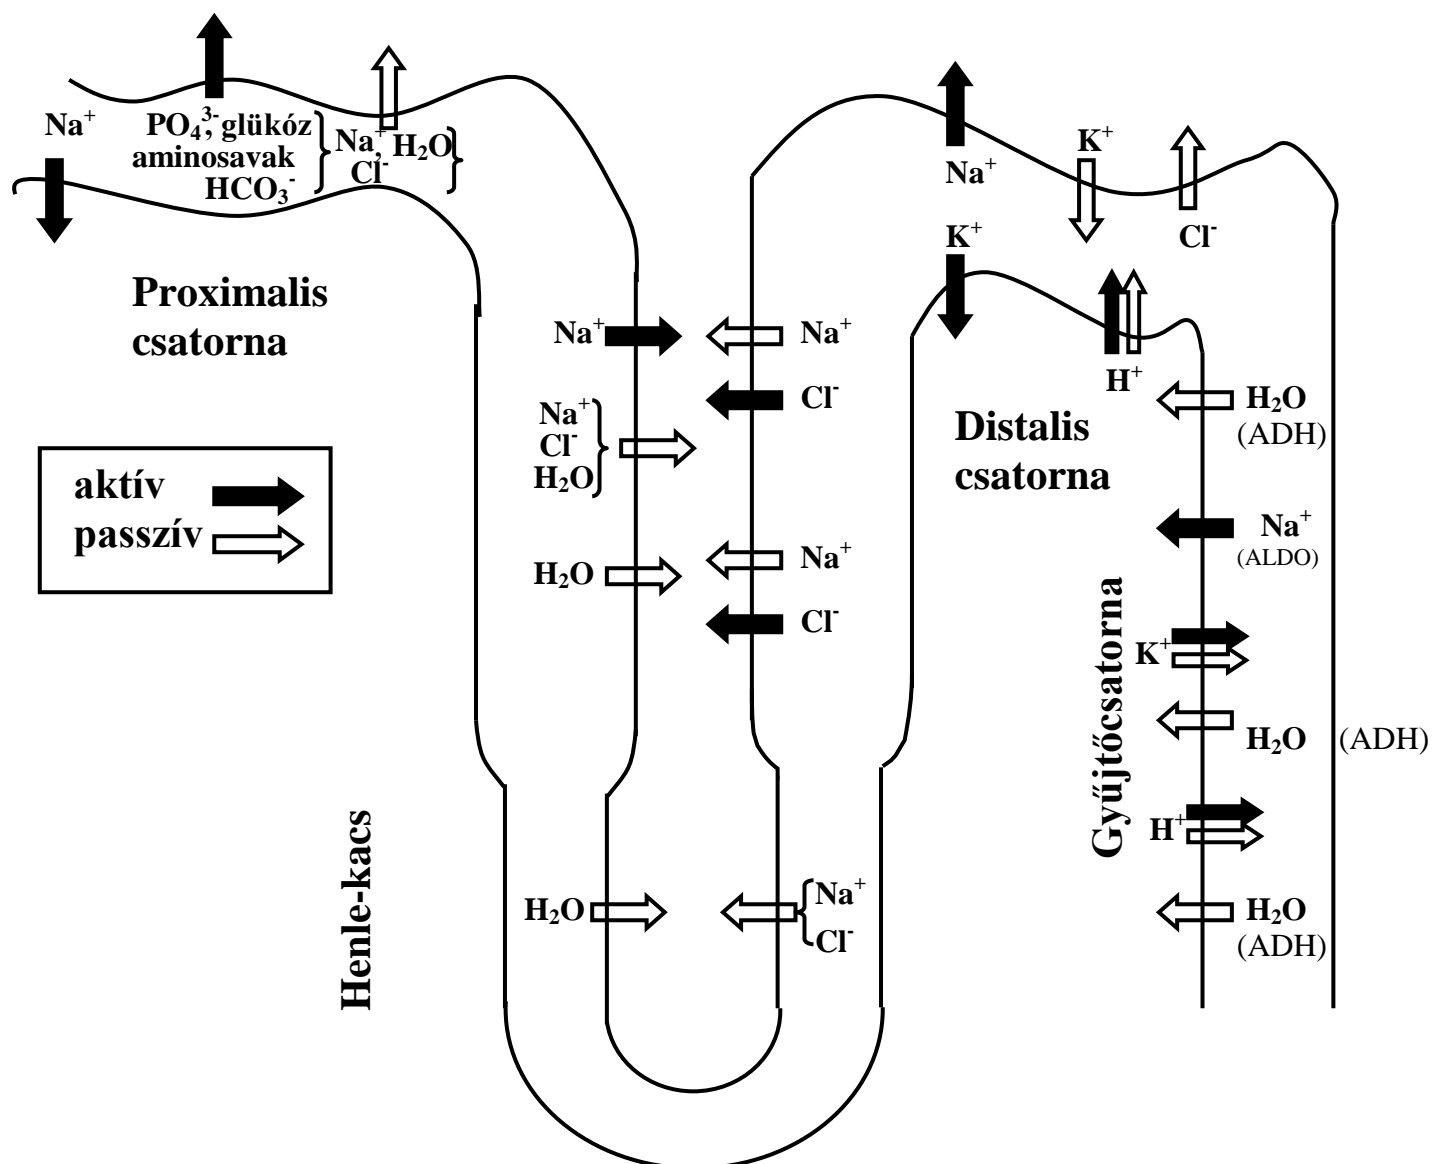 Na⁺
PO₄³⁻, glükóz
aminosavak
HCO₃⁻
Na⁺,
Cl⁻
H₂O
Proximalis
csatorna
aktív
passzív
Henle-kacs
Na⁺
Na⁺
Cl⁻
H₂O
H₂O
H₂O
Na⁺
Cl⁻
Na⁺
Cl⁻
Na⁺
Cl⁻
Na⁺
K⁺
K⁺
Cl⁻
H⁺
Distalis
csatorna
Gyűjtőcsatorna
H₂O
(ADH)
Na⁺
(ALDO)
K⁺
H₂O (ADH)
H⁺
H₂O
(ADH)